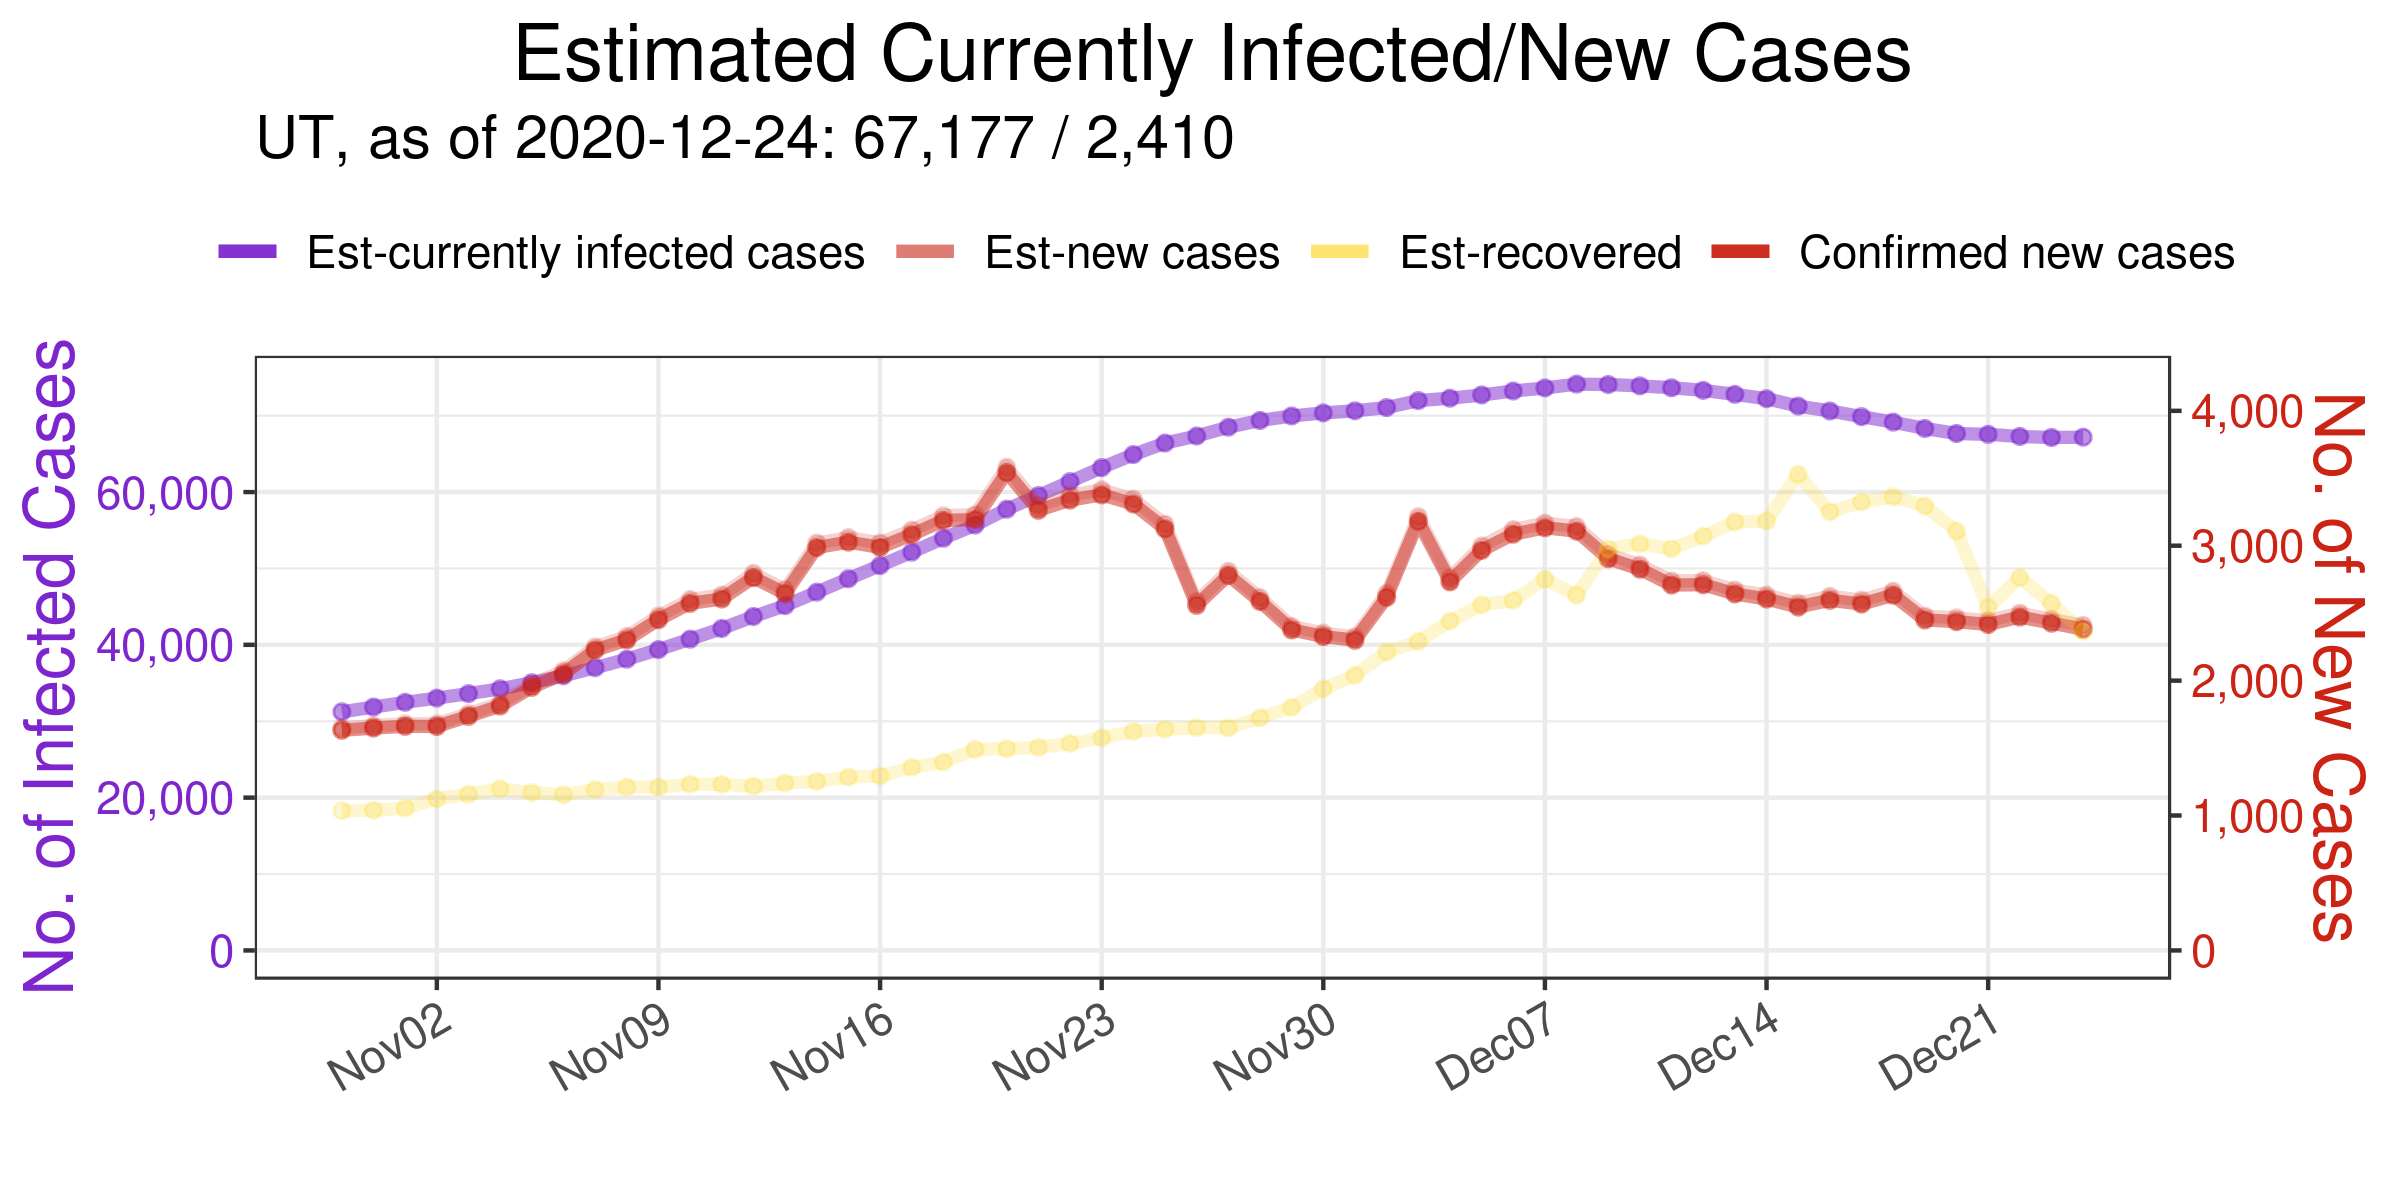 Estimated Currently Infected/New Cases
UT, as of 2020-12-24: 67,177 / 2,410
Est-currently infected cases Est-new cases Est-recovered Confirmed new cases
No. of Infected Cases
60,000
40,000
20,000
0
4,000
3,000
2,000
1,000
0
No. of New Cases
Nov02 Nov09 Nov16 Nov23 Nov30 Dec07 Dec14 Dec21